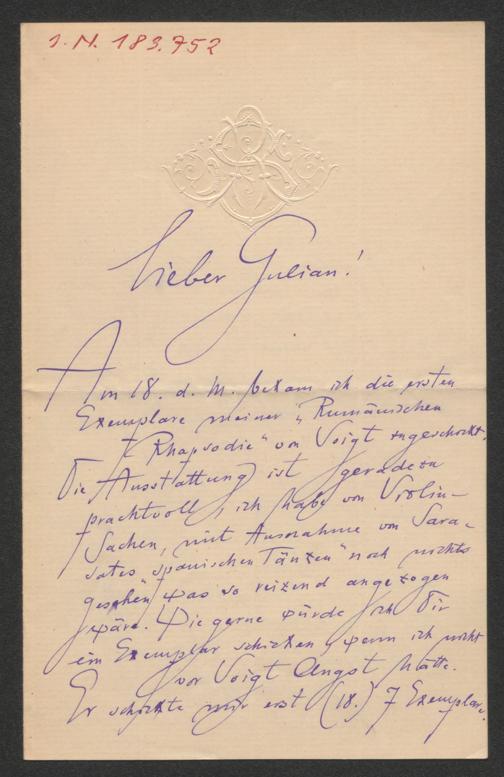 J. N. 183.752
Lieber Julian!
Am 18. d. M. bekam ich die ersten
Exemplare meiner „Rumänischen
Rhapsodie" von Voigt zugeschickt.
Die Ausstattung ist geradezu
prachtvoll, ich habe von Violin-
Sachen, mit Ausnahme von Sara-
sates „spanischen Tänzen" noch nichts
gesehen was so reizend angezogen
wäre. Wie gerne würde ich Dir
ein Exemplar schicken, wenn ich nicht
vor Voigt Angst hätte.
Er schickte mir erst (18.) 7 Exemplare.